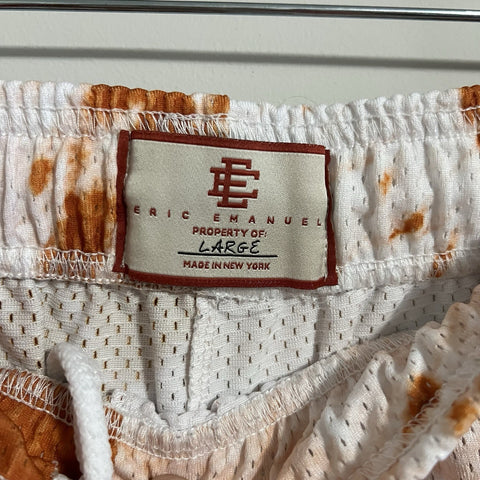 EE
ERIC EMANUEL
PROPERTY OF:
LARGE
MADE IN NEW YORK